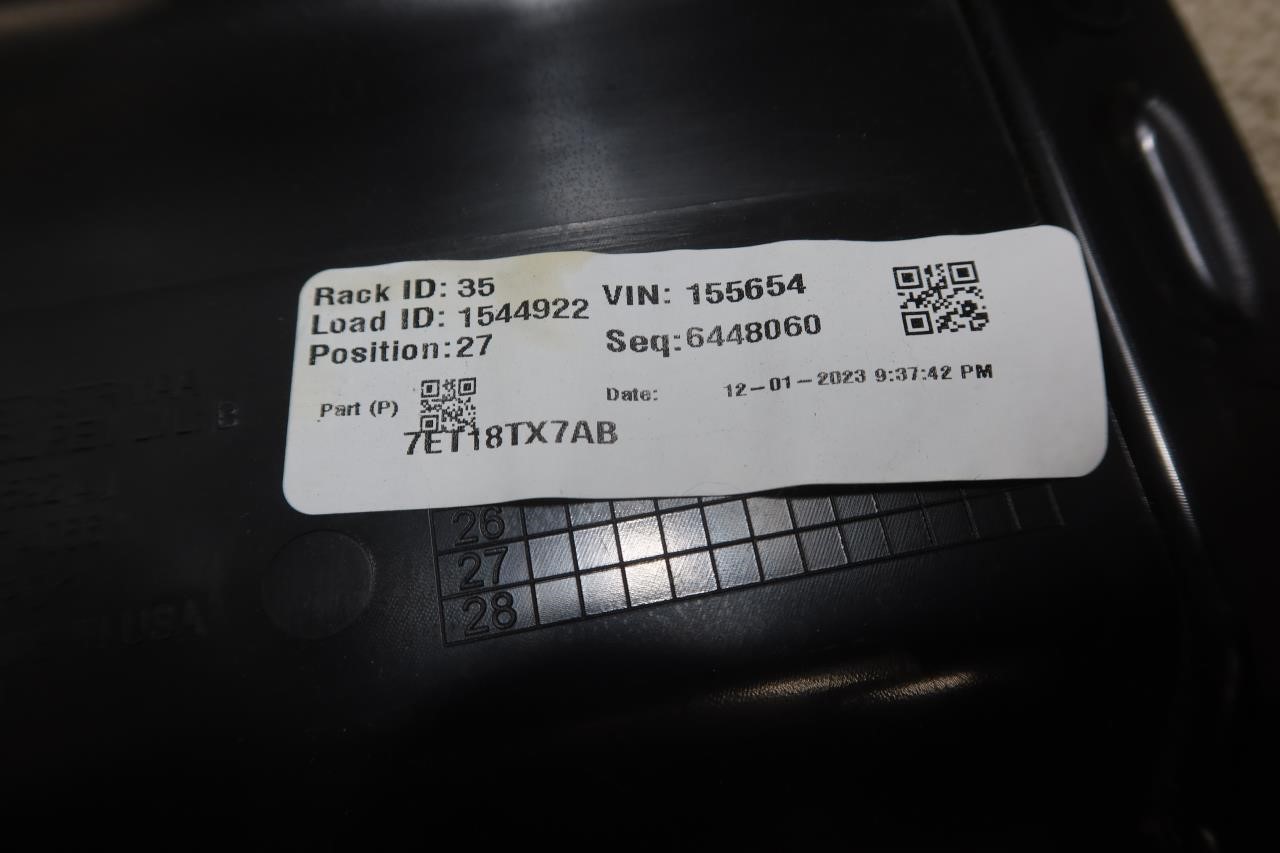 Rack ID: 35
Load ID: 1544922
Position:27
VIN: 155654
Seq:6448060
Part (P)
Date: 12-01-2023 9:37:42 PM
7ET18TX7AB
B
USA
26
27
28